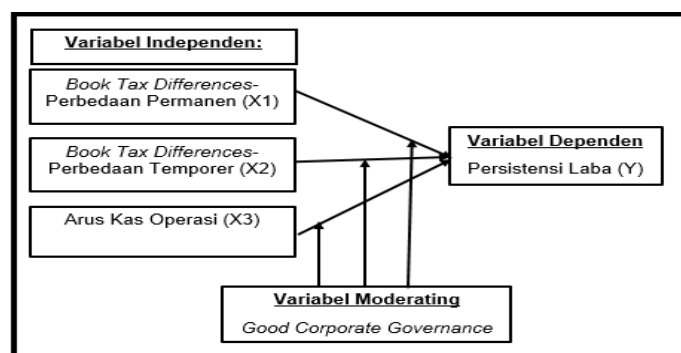 Variabel Independen:
Book Tax Differences-
Perbedaan Permanen (X1)
Book Tax Differences-
Perbedaan Temporer (X2)
Arus Kas Operasi (X3)
Variabel Dependen
Persistensi Laba (Y)
Variabel Moderating
Good Corporate Governance